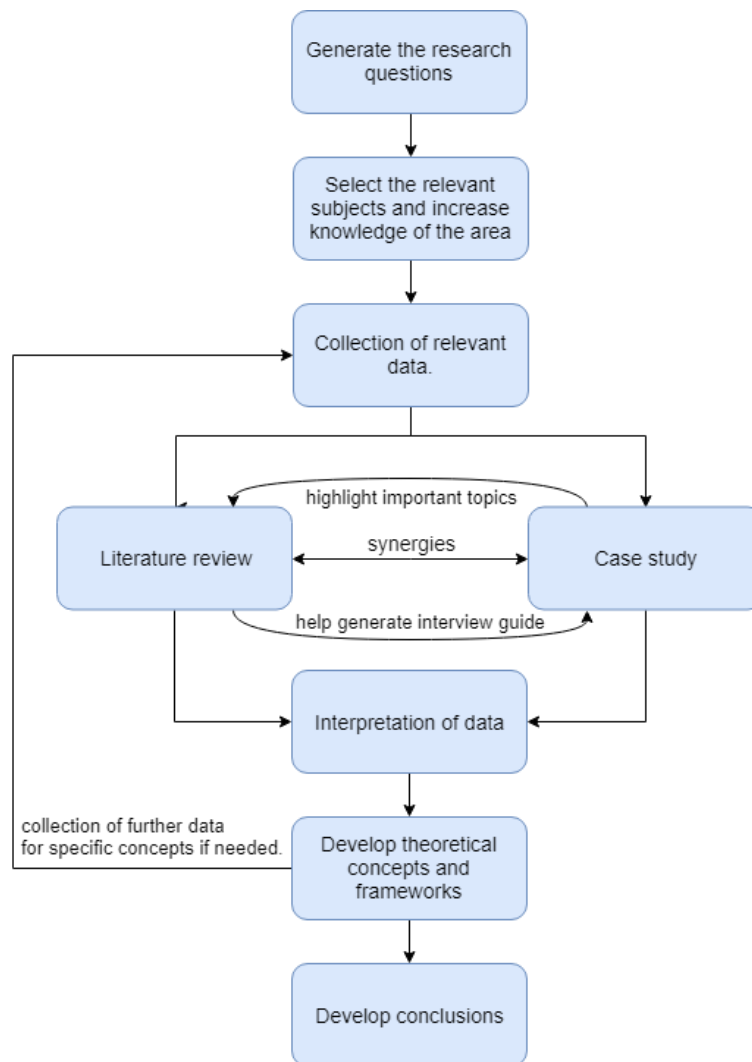 Generate the research
questions
Select the relevant
subjects and increase
knowledge of the area
Collection of relevant
data.
highlight important topics
Literature review
synergies
Case study
help generate interview guide
Interpretation of data
collection of further data
for specific concepts if needed.
Develop theoretical
concepts and
frameworks
Develop conclusions